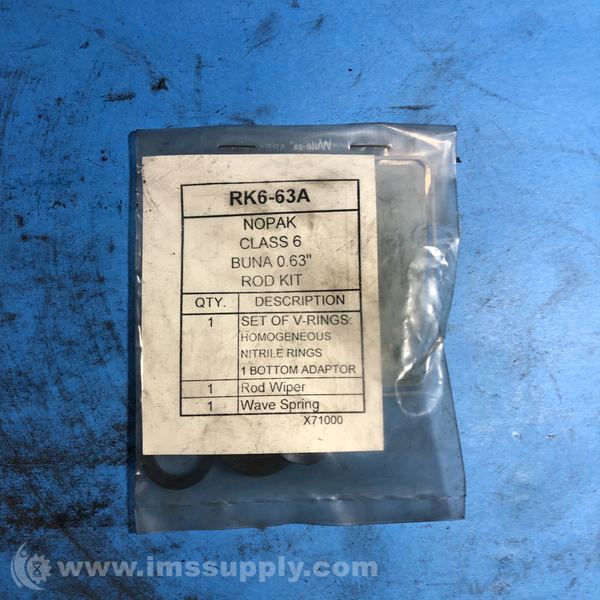 RK6-63A
NOPAK
CLASS 6
BUNA 0.63"
ROD KIT
QTY. DESCRIPTION
1 SET OF V-RINGS:
HOMOGENEOUS
NITRILE RINGS
1 BOTTOM ADAPTOR
1 Rod Wiper
1 Wave Spring
X71000
www.imssupply.com